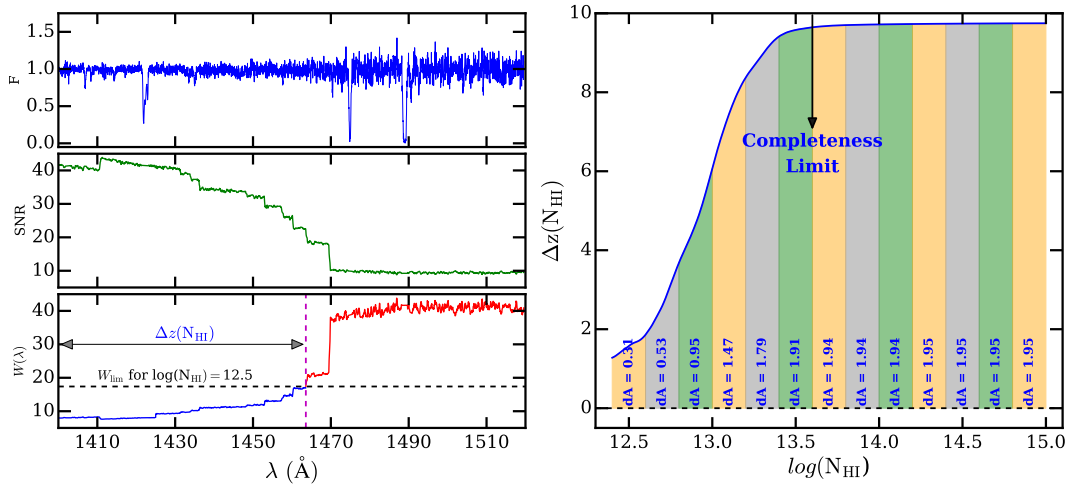 F
1.5
1.0
0.5
0.0
SNR
40
30
20
10
W(λ)
40
30
20
10
Δz(N_HI)
W_lim for log(N_HI) = 12.5
1410 1430 1450 1470 1490 1510
λ (Å)
Δz(N_HI)
10
8
6
4
2
0
Completeness
Limit
dA = 0.31
dA = 0.53
dA = 0.95
dA = 1.47
dA = 1.79
dA = 1.91
dA = 1.94
dA = 1.94
dA = 1.94
dA = 1.95
dA = 1.95
dA = 1.95
dA = 1.95
12.5 13.0 13.5 14.0 14.5 15.0
log(N_HI)